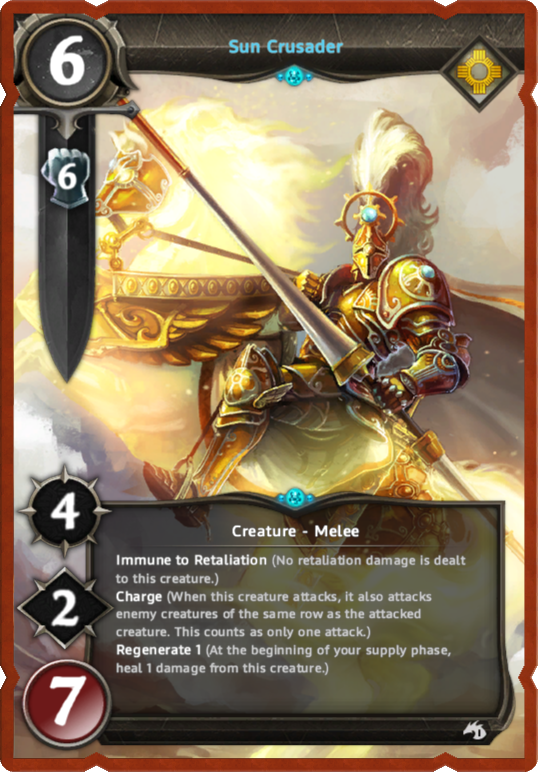 6
Sun Crusader
6
4
Creature - Melee
Immune to Retaliation (No retaliation damage is dealt
to this creature.)
Charge (When this creature attacks, it also attacks
enemy creatures of the same row as the attacked
creature. This counts as only one attack.)
Regenerate 1 (At the beginning of your supply phase,
heal 1 damage from this creature.)
2
7